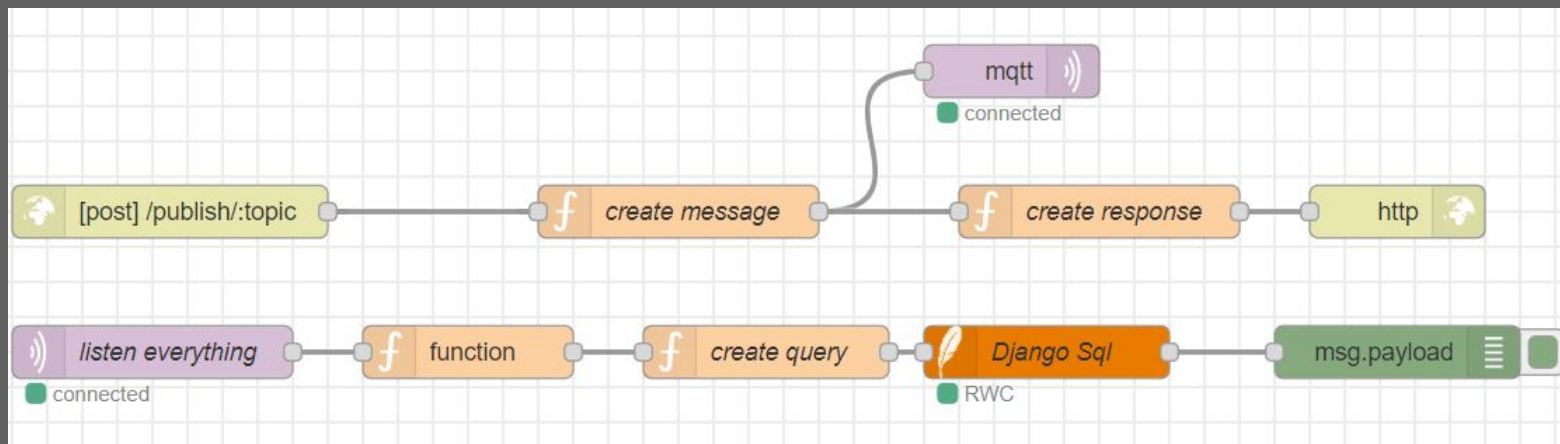 mqtt
connected
[post] /publish/:topic
create message
create response
http
listen everything
function
create query
Django Sql
msg.payload
connected
RWC